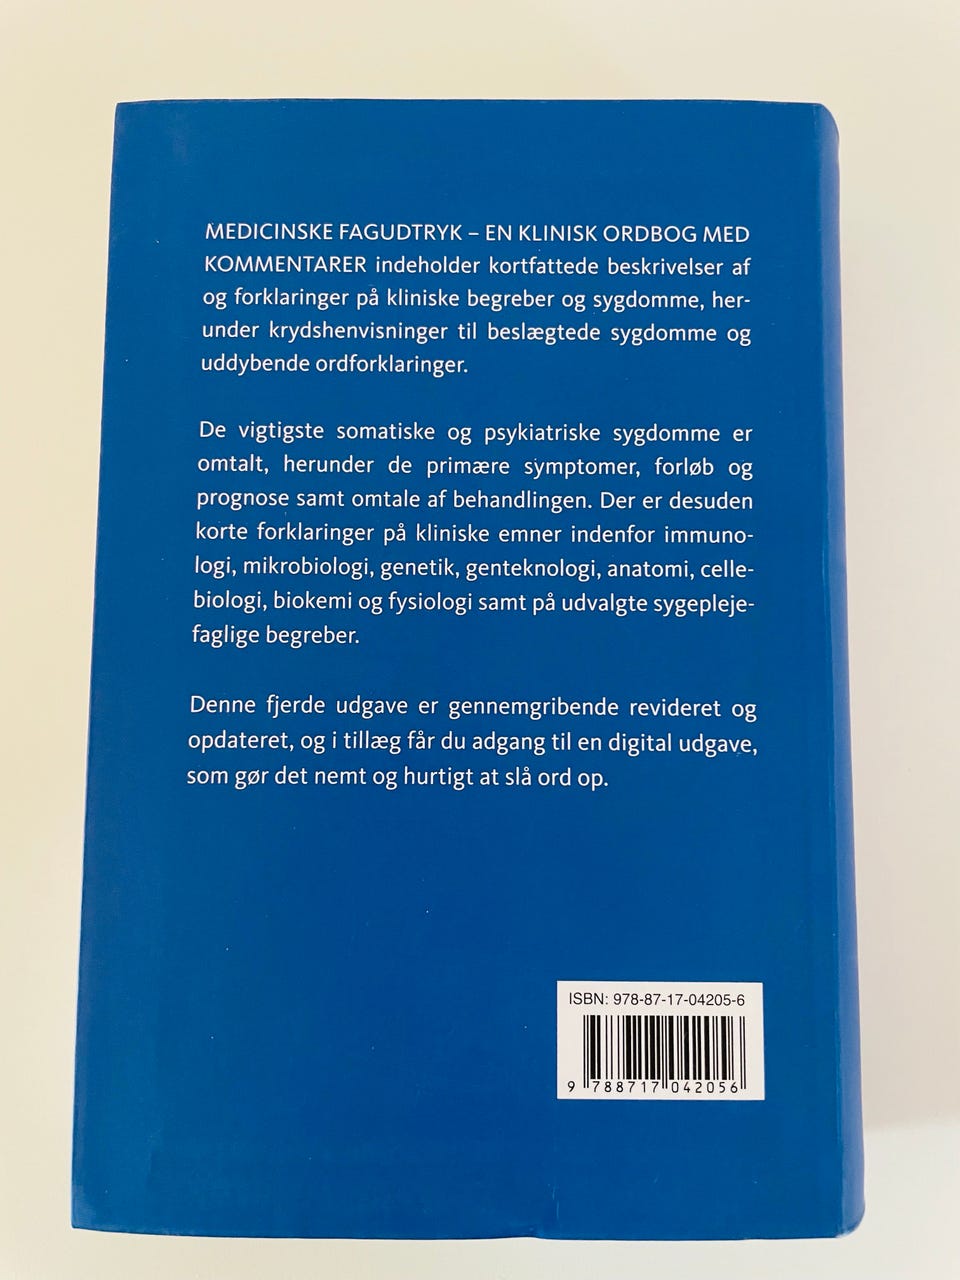 MEDICINSKE FAGUDTRYK – EN KLINISK ORDBOG MED
KOMMENTARER indeholder kortfattede beskrivelser af
og forklaringer på kliniske begreber og sygdomme, her-
under krydshenvisninger til beslægtede sygdomme og
uddybende ordforklaringer.
De vigtigste somatiske og psykiatriske sygdomme er
omtalt, herunder de primære symptomer, forløb og
prognose samt omtale af behandlingen. Der er desuden
korte forklaringer på kliniske emner indenfor immuno-
logi, mikrobiologi, genetik, genteknologi, anatomi, celle-
biologi, biokemi og fysiologi samt på udvalgte sygepleje-
faglige begreber.
Denne fjerde udgave er gennemgribende revideret og
opdateret, og i tillæg får du adgang til en digital udgave,
som gør det nemt og hurtigt at slå ord op.
ISBN: 978-87-17-04205-6
9 788717 042056